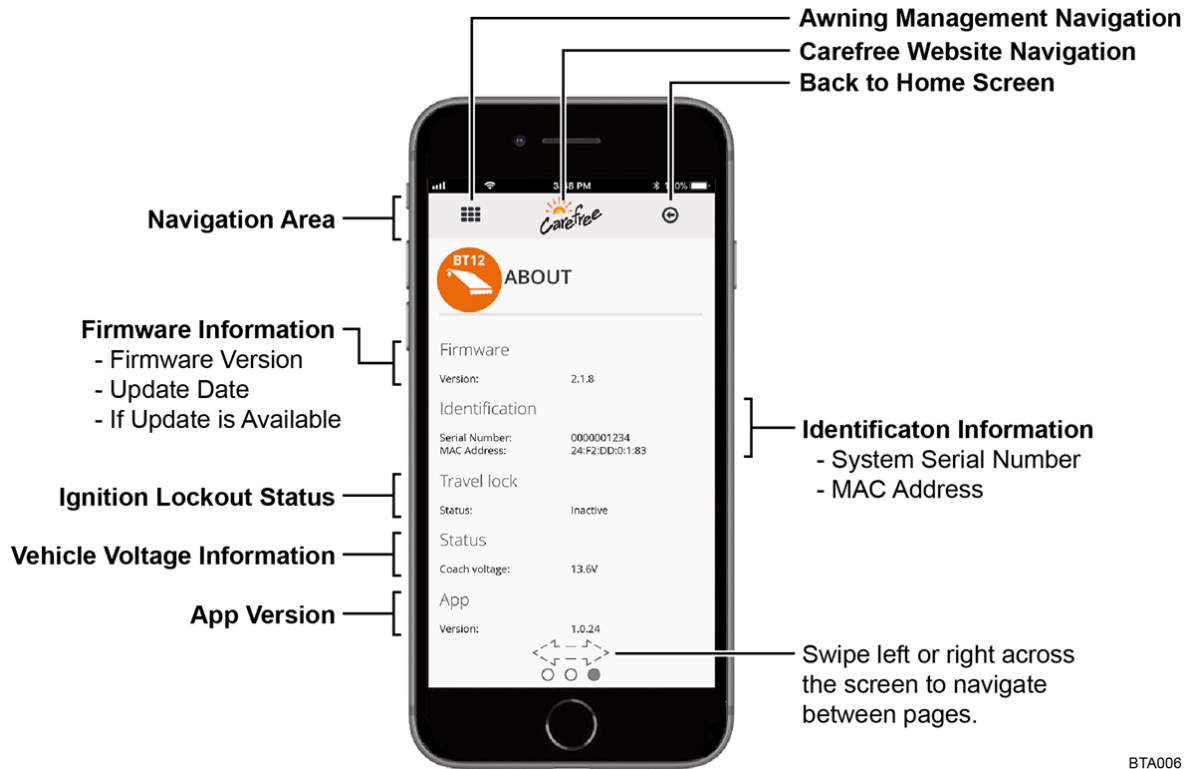 Awning Management Navigation
Carefree Website Navigation
Back to Home Screen
Navigation Area
Carefree
BT12
ABOUT
Firmware Information
- Firmware Version
- Update Date
- If Update is Available
Firmware
Version: 2.1.8
Identification
Serial Number: 0000001234
MAC Address: 24:F2:DD:0:1:83
Identificaton Information
- System Serial Number
- MAC Address
Ignition Lockout Status
Travel lock
Status: Inactive
Vehicle Voltage Information
Status
Coach voltage: 13.6V
App Version
App
Version: 1.0.24
Swipe left or right across
the screen to navigate
between pages.
BTA006